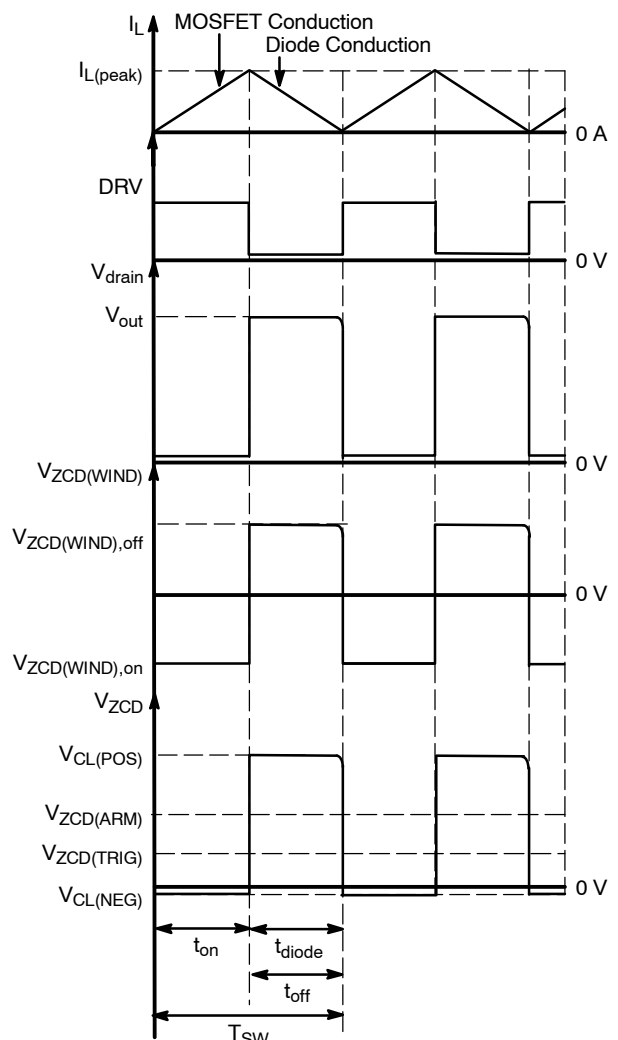 MOSFET Conduction
I_L
Diode Conduction
I_L(peak)
0 A
DRV
0 V
V_drain
V_out
0 V
V_ZCD(WIND)
V_ZCD(WIND),off
0 V
V_ZCD(WIND),on
V_ZCD
V_CL(POS)
V_ZCD(ARM)
V_ZCD(TRIG)
0 V
V_CL(NEG)
t_on
t_diode
t_off
T_SW